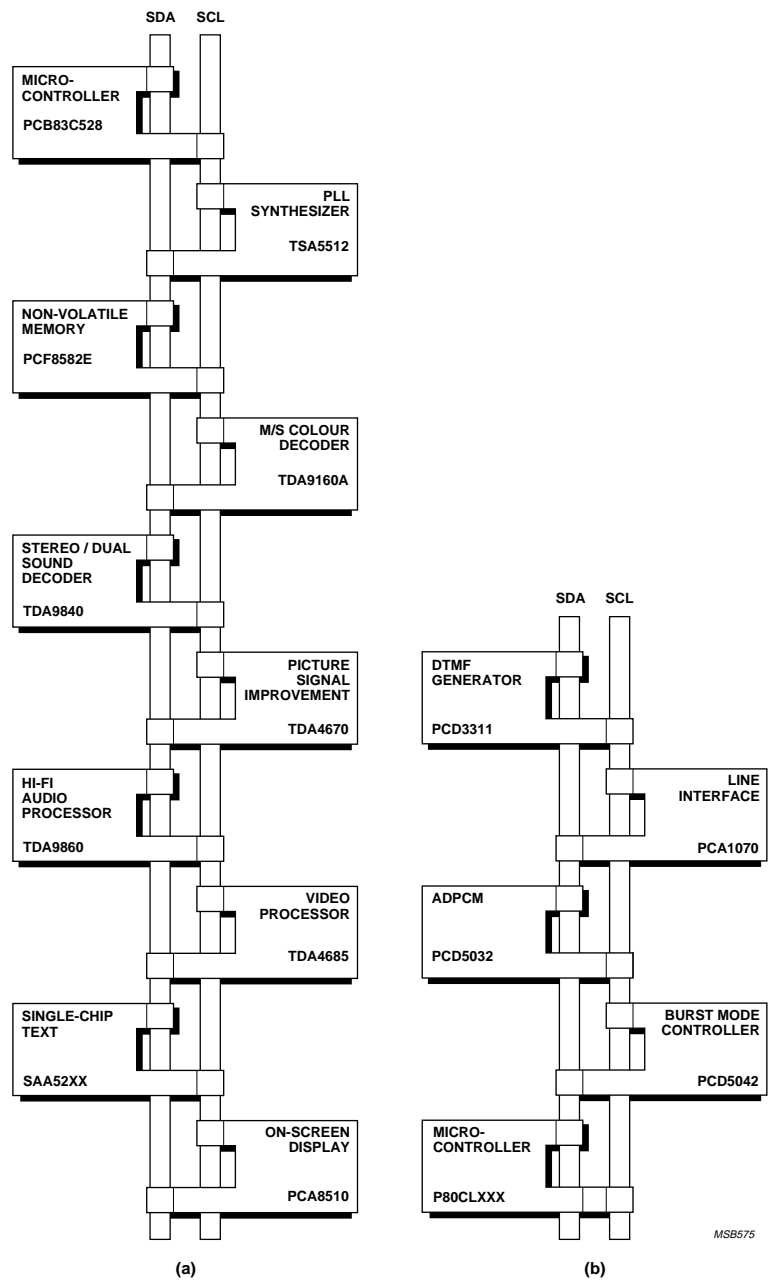 SDA SCL
MICRO-
CONTROLLER
PCB83C528
PLL
SYNTHESIZER
TSA5512
NON-VOLATILE
MEMORY
PCF8582E
M/S COLOUR
DECODER
TDA9160A
STEREO / DUAL
SOUND
DECODER
TDA9840
PICTURE
SIGNAL
IMPROVEMENT
TDA4670
HI-FI
AUDIO
PROCESSOR
TDA9860
VIDEO
PROCESSOR
TDA4685
SINGLE-CHIP
TEXT
SAA52XX
ON-SCREEN
DISPLAY
PCA8510
(a)
SDA SCL
DTMF
GENERATOR
PCD3311
LINE
INTERFACE
PCA1070
ADPCM
PCD5032
BURST MODE
CONTROLLER
PCD5042
MICRO-
CONTROLLER
P80CLXXX
MSB575
(b)